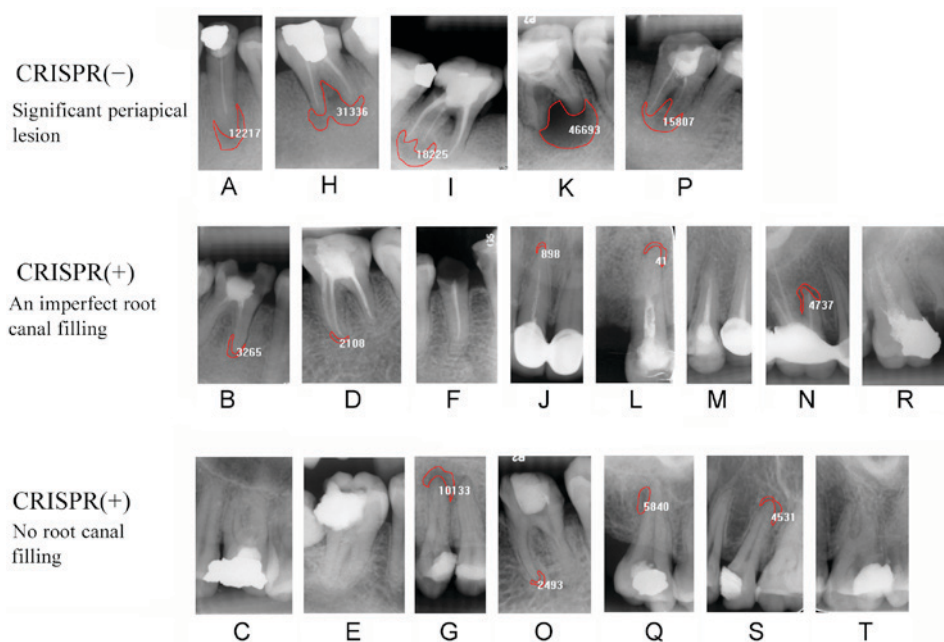 CRISPR(−)
Significant periapical
lesion
12217
31336
18225
46693
15807
A H I K P
CRISPR(+)
An imperfect root
canal filling
3265
2108
898
41
4737
B D F J L M N R
CRISPR(+)
No root canal
filling
10133
2493
5840
4531
C E G O Q S T